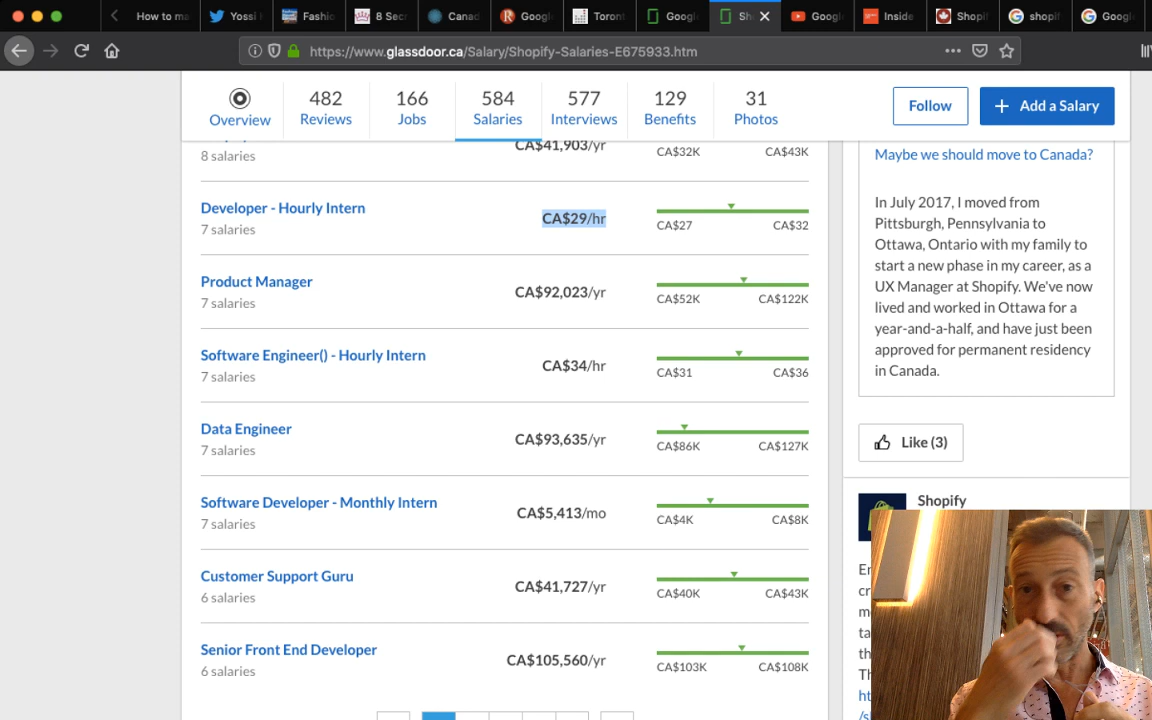 How to ma
Yossi
Fashio
8 Secr
Canad
Googl
Toront
Googl
Sh
Googl
Inside
Shopif
shopif
Googl
https://www.glassdoor.ca/Salary/Shopify-Salaries-E675933.htm
Overview
482
Reviews
166
Jobs
584
Salaries
577
Interviews
129
Benefits
31
Photos
Follow
+ Add a Salary
CA$41,903/yr
8 salaries
CA$32K
CA$43K
Developer - Hourly Intern
7 salaries
CA$29/hr
CA$27
CA$32
Product Manager
7 salaries
CA$92,023/yr
CA$52K
CA$122K
Software Engineer() - Hourly Intern
7 salaries
CA$34/hr
CA$31
CA$36
Data Engineer
7 salaries
CA$93,635/yr
CA$86K
CA$127K
Software Developer - Monthly Intern
7 salaries
CA$5,413/mo
CA$4K
CA$8K
Customer Support Guru
6 salaries
CA$41,727/yr
CA$40K
CA$43K
Senior Front End Developer
6 salaries
CA$105,560/yr
CA$103K
CA$108K
Maybe we should move to Canada?
In July 2017, I moved from
Pittsburgh, Pennsylvania to
Ottawa, Ontario with my family to
start a new phase in my career, as a
UX Manager at Shopify. We've now
lived and worked in Ottawa for a
year-and-a-half, and have just been
approved for permanent residency
in Canada.
Like (3)
Shopify